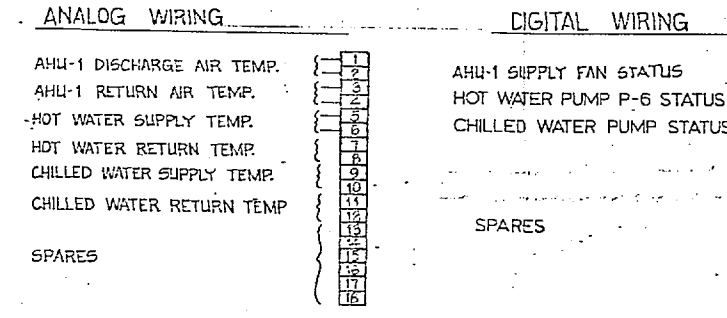 ANALOG WIRING
DIGITAL WIRING
AHU-1 DISCHARGE AIR TEMP.
AHU-1 RETURN AIR TEMP.
HOT WATER SUPPLY TEMP.
HOT WATER RETURN TEMP.
CHILLED WATER SUPPLY TEMP.
CHILLED WATER RETURN TEMP
SPARES
1
2
3
4
5
6
7
8
9
10
11
12
13
14
15
16
17
18
AHU-1 SUPPLY FAN STATUS
HOT WATER PUMP P-6 STATUS
CHILLED WATER PUMP STATUS
SPARES